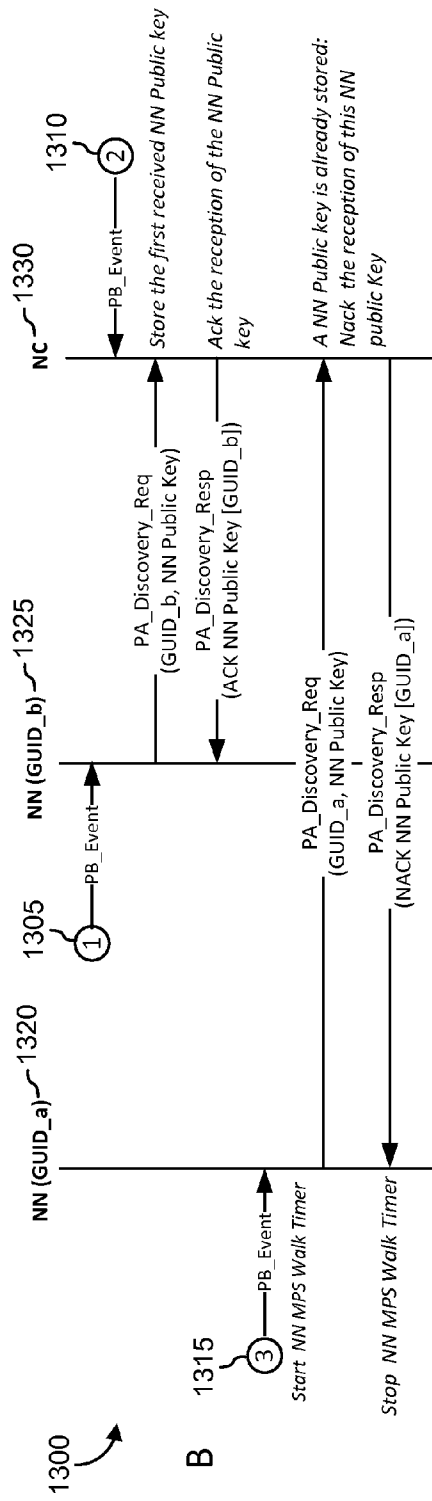 1300
B
NN (GUID_a) 1320
NN (GUID_b) 1325
NC 1330
1305
1
PB_Event
1310
2
PB_Event
PA_Discovery_Req
(GUID_b, NN Public Key)
Store the first received NN Public key
PA_Discovery_Resp
(ACK NN Public Key [GUID_b])
Ack the reception of the NN Public
key
1315
3
PB_Event
Start NN MPS Walk Timer
PA_Discovery_Req
(GUID_a, NN Public Key)
A NN Public key is already stored:
Nack the reception of this NN
public Key
PA_Discovery_Resp
(NACK NN Public Key [GUID_a])
Stop NN MPS Walk Timer